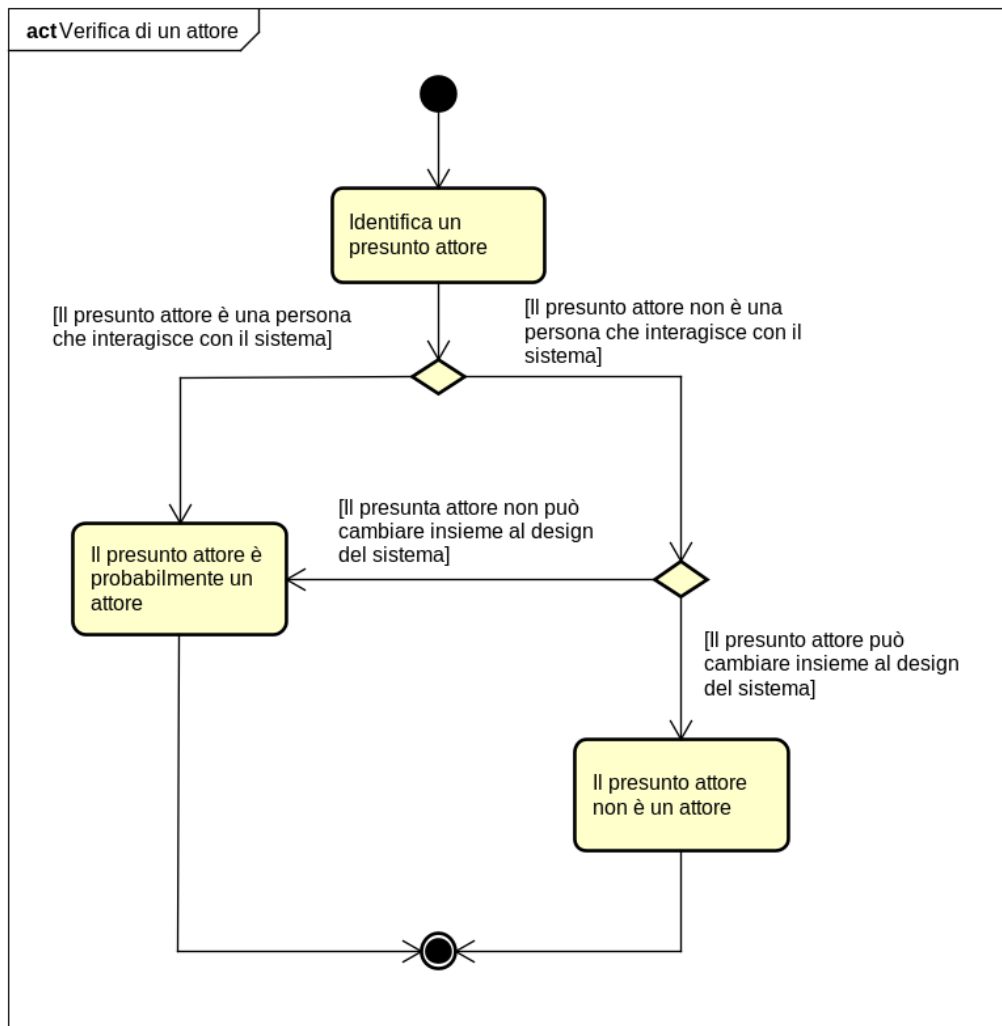 act Verifica di un attore
Identifica un
presunto attore
[Il presunto attore è una persona
che interagisce con il sistema]
[Il presunto attore non è una
persona che interagisce con il
sistema]
[Il presunta attore non può
cambiare insieme al design
del sistema]
Il presunto attore è
probabilmente un
attore
[Il presunto attore può
cambiare insieme al design
del sistema]
Il presunto attore
non è un attore